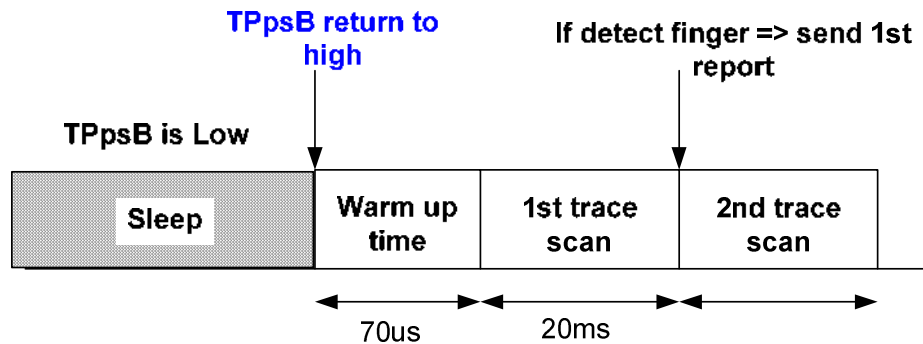 TPpsB return to
high
If detect finger => send 1st
report
TPpsB is Low
Sleep
Warm up
time
1st trace
scan
2nd trace
scan
70us
20ms